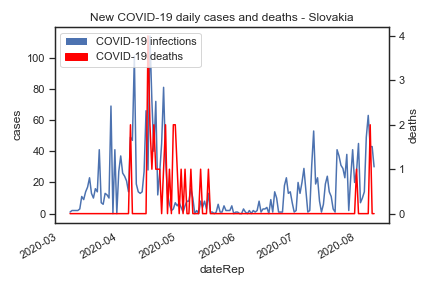 New COVID-19 daily cases and deaths - Slovakia
COVID-19 infections
COVID-19 deaths
100
80
60
40
20
0
cases
4
3
2
1
0
deaths
2020-03
2020-04
2020-05
2020-06
2020-07
2020-08
dateRep